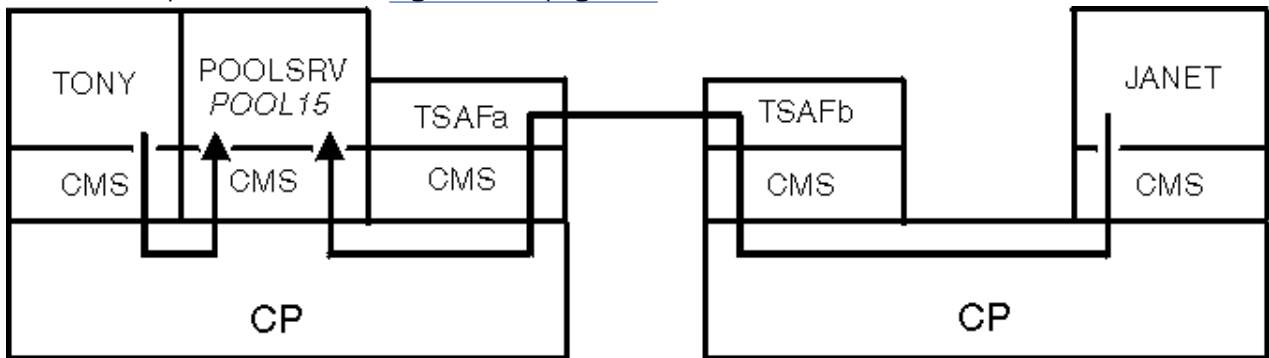 TONY
POOLSRV
POOL15
TSAFa
TSAFb
JANET
CMS
CMS
CMS
CMS
CMS
CP
CP